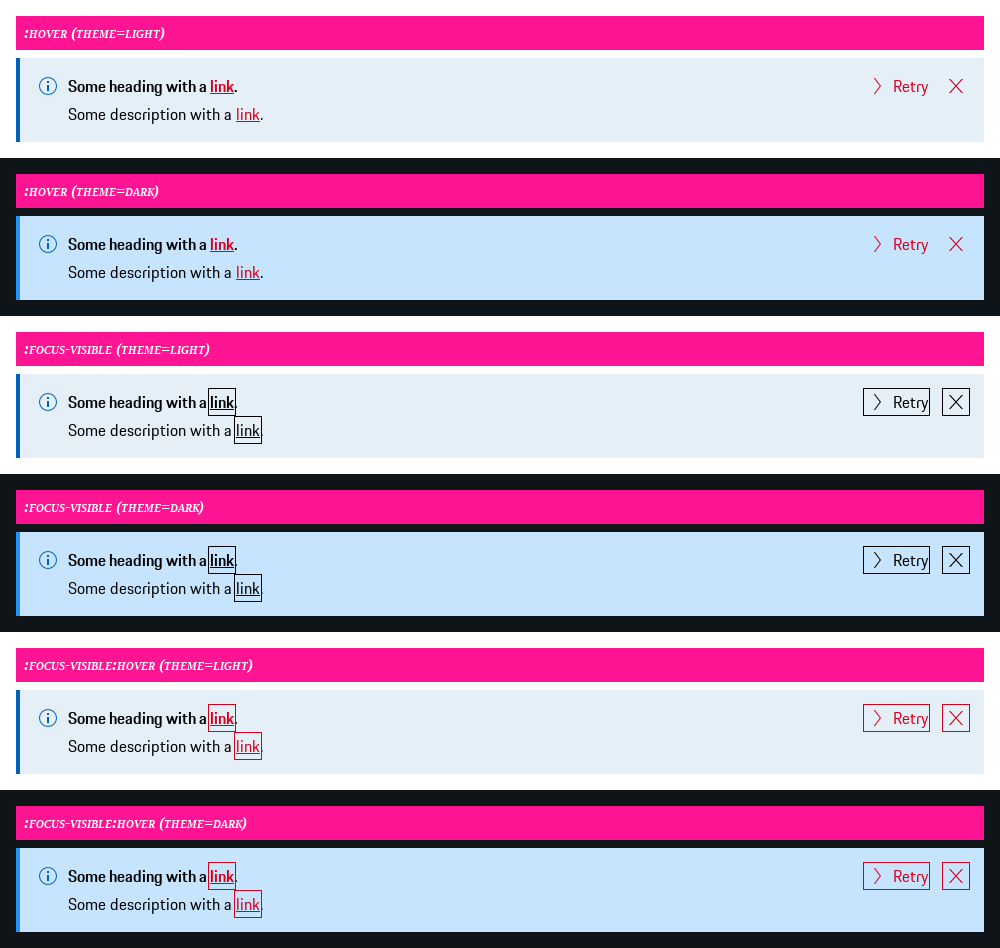 :hover (theme=light)
Some heading with a link. Retry
Some description with a link.
:hover (theme=dark)
Some heading with a link. Retry
Some description with a link.
:focus-visible (theme=light)
Some heading with a link. Retry
Some description with a link.
:focus-visible (theme=dark)
Some heading with a link. Retry
Some description with a link.
:focus-visible:hover (theme=light)
Some heading with a link. Retry
Some description with a link.
:focus-visible:hover (theme=dark)
Some heading with a link. Retry
Some description with a link.